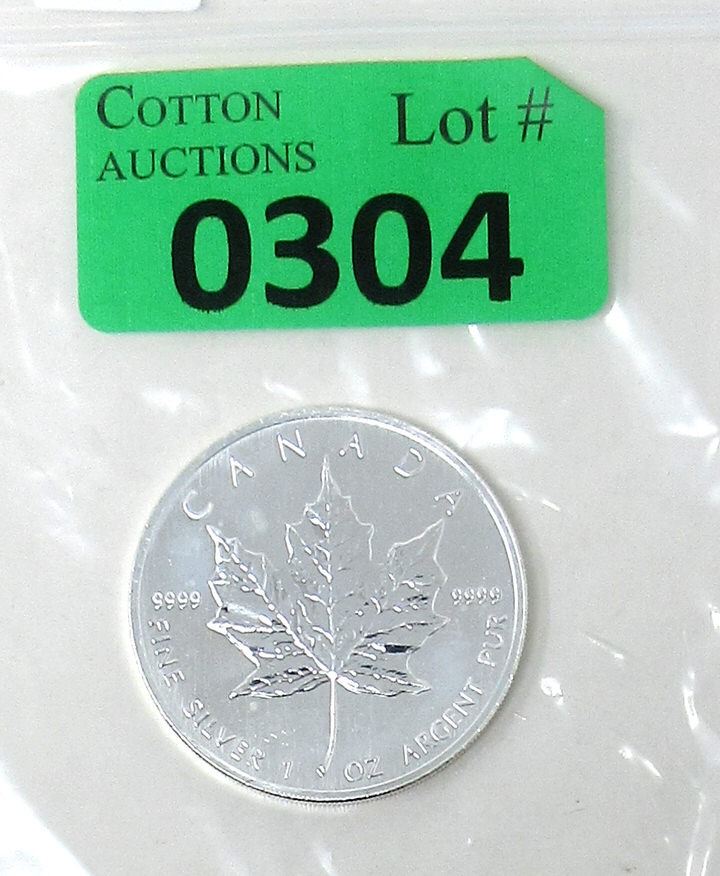 COTTON
AUCTIONS
Lot #
0304
CANADA
9999
9999
FINE SILVER 1 OZ ARGENT PUR